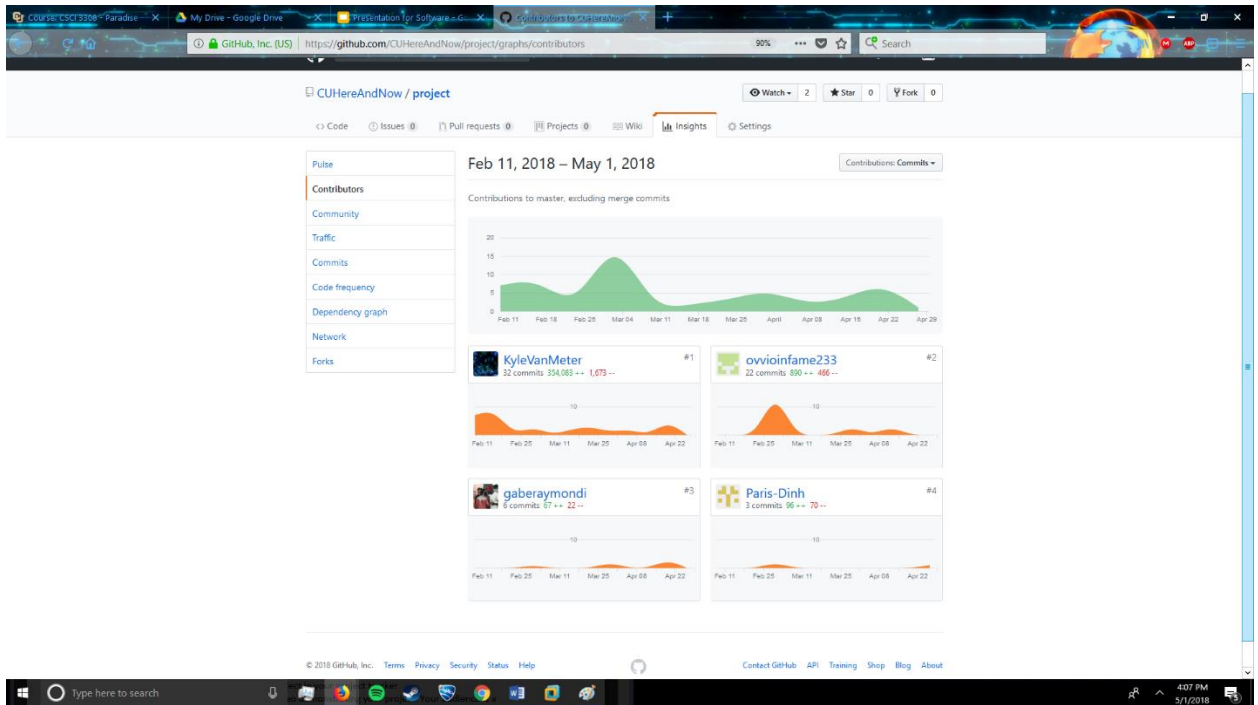 Course: CSCI 3308 - Paradise
My Drive - Google Drive
Presentation for Software - G
Contributors to CUHereAndNow
GitHub, Inc. (US)
https://github.com/CUHereAndNow/project/graphs/contributors
90%
Search
CUHereAndNow / project
Watch 2
Star 0
Fork 0
Code
Issues 0
Pull requests 0
Projects 0
Wiki
Insights
Settings
Pulse
Contributors
Community
Traffic
Commits
Code frequency
Dependency graph
Network
Forks
Feb 11, 2018 – May 1, 2018
Contributions: Commits
Contributions to master, excluding merge commits
20
15
10
5
0
Feb 11 Feb 18 Feb 25 Mar 04 Mar 11 Mar 18 Mar 25 April Apr 08 Apr 15 Apr 22 Apr 29
KyleVanMeter #1
32 commits 354,083 ++ 1,673 --
10
Feb 11 Feb 25 Mar 11 Mar 25 Apr 08 Apr 22
ovvioinfame233 #2
22 commits 890 ++ 466 --
10
Feb 11 Feb 25 Mar 11 Mar 25 Apr 08 Apr 22
gaberaymondi #3
6 commits 67 ++ 22 --
10
Feb 11 Feb 25 Mar 11 Mar 25 Apr 08 Apr 22
Paris-Dinh #4
3 commits 96 ++ 70 --
10
Feb 11 Feb 25 Mar 11 Mar 25 Apr 08 Apr 22
© 2018 GitHub, Inc. Terms Privacy Security Status Help
Contact GitHub API Training Shop Blog About
Type here to search
4:07 PM
5/1/2018